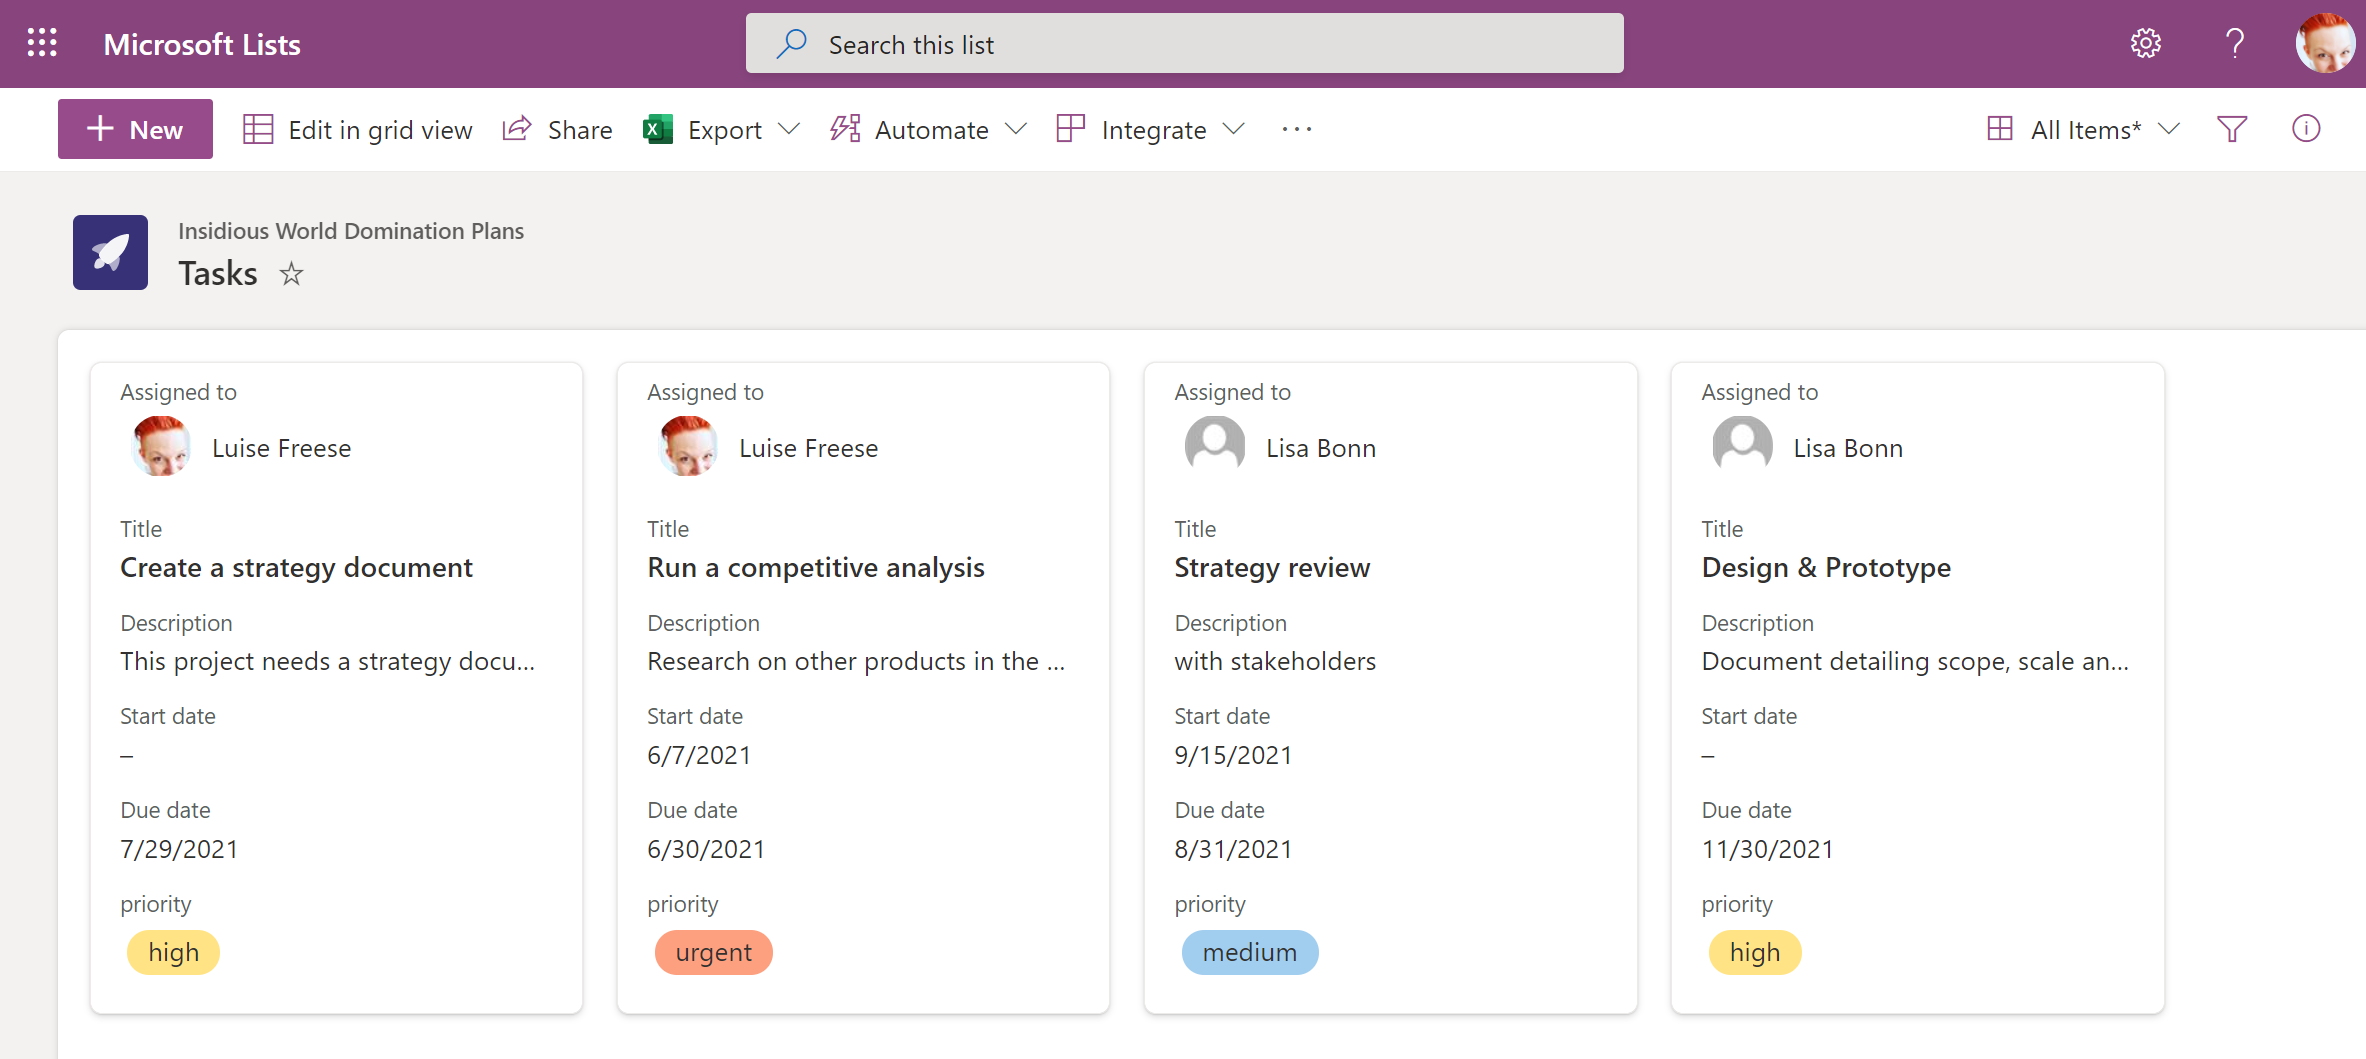 Microsoft Lists
Search this list
New
Edit in grid view
Share
Export
Automate
Integrate
...
All Items*
Insidious World Domination Plans
Tasks
Assigned to
Luise Freese
Title
Create a strategy document
Description
This project needs a strategy docu...
Start date
–
Due date
7/29/2021
priority
high
Assigned to
Luise Freese
Title
Run a competitive analysis
Description
Research on other products in the ...
Start date
6/7/2021
Due date
6/30/2021
priority
urgent
Assigned to
Lisa Bonn
Title
Strategy review
Description
with stakeholders
Start date
9/15/2021
Due date
8/31/2021
priority
medium
Assigned to
Lisa Bonn
Title
Design & Prototype
Description
Document detailing scope, scale an...
Start date
–
Due date
11/30/2021
priority
high